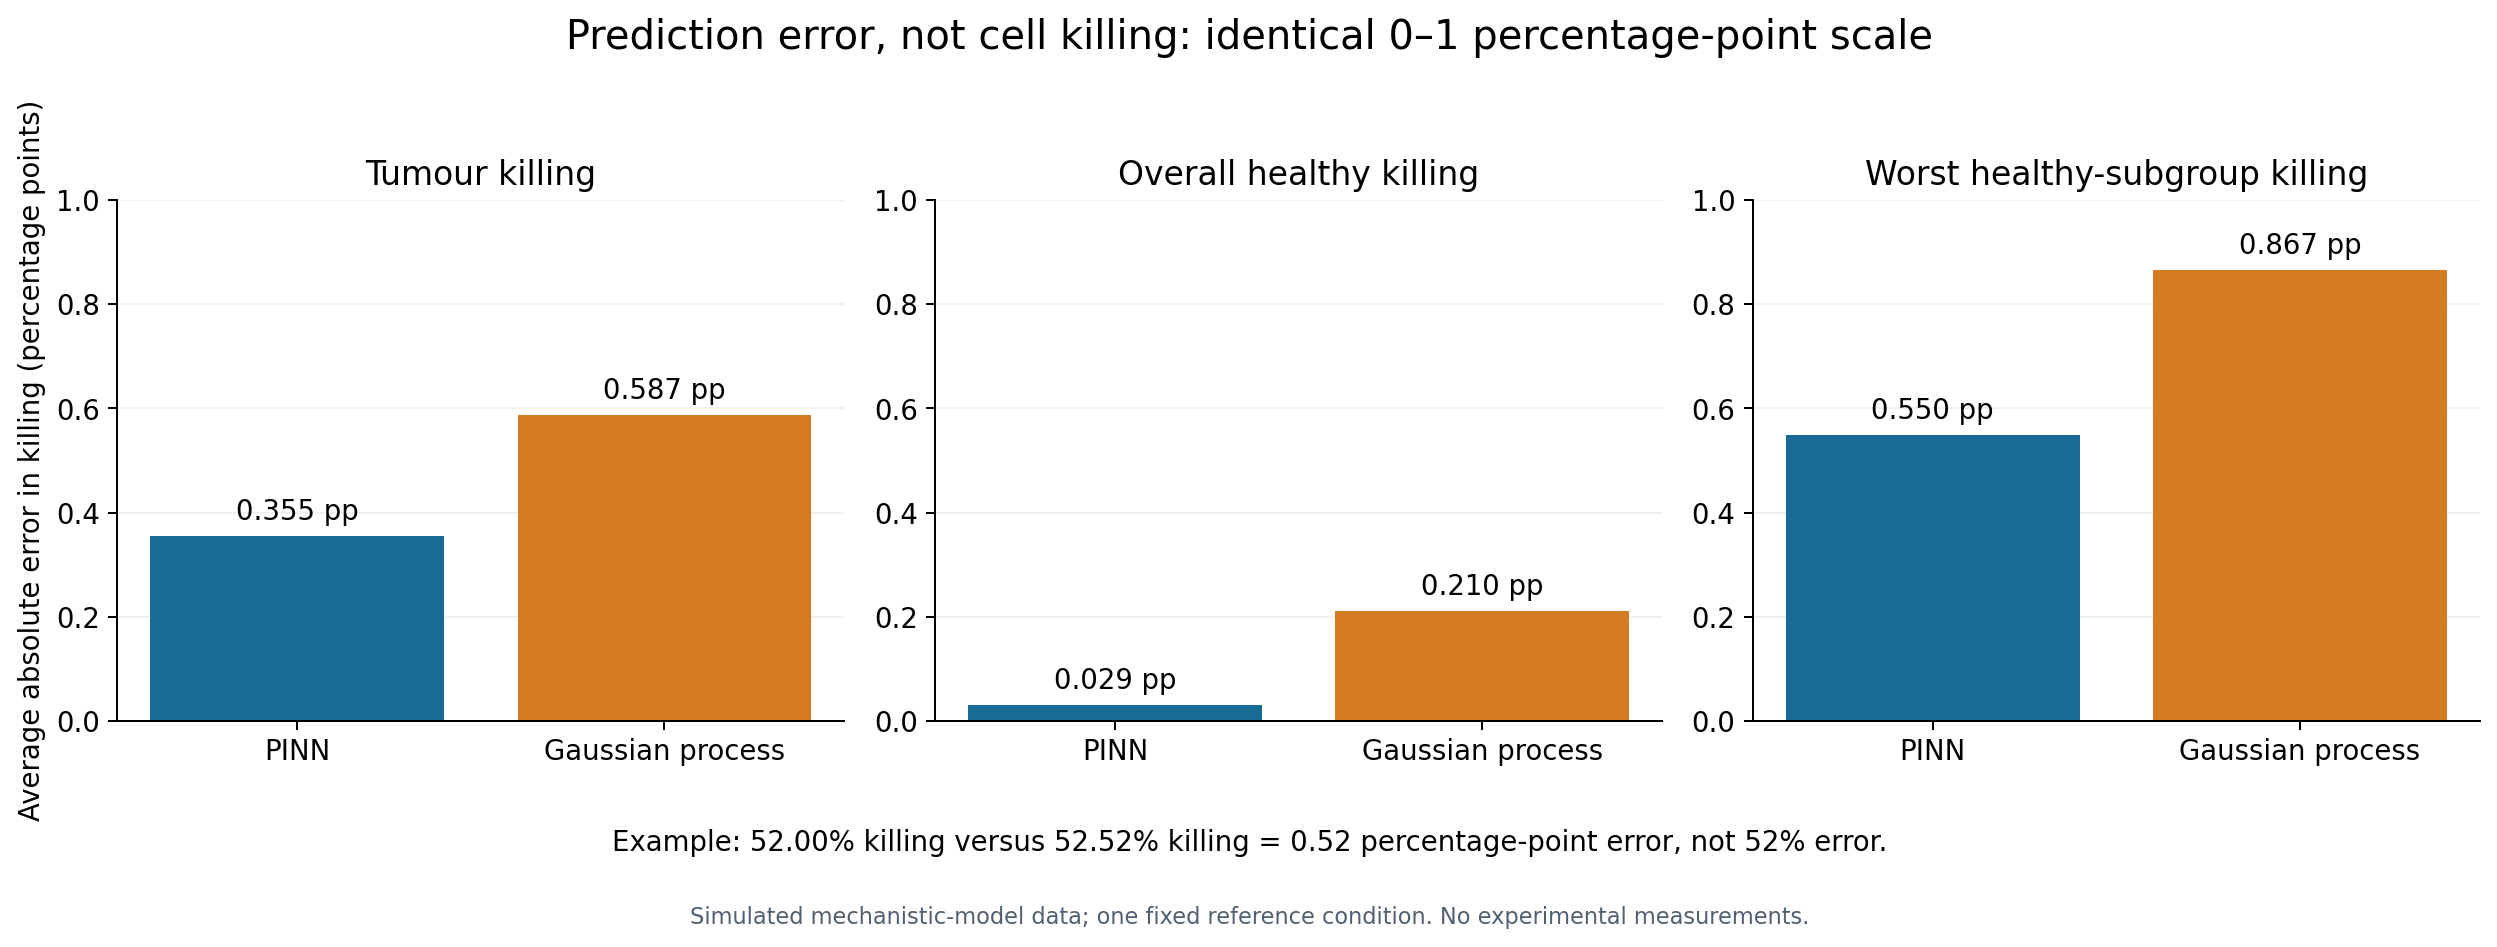 Prediction error, not cell killing: identical 0–1 percentage-point scale
Average absolute error in killing (percentage points)
Tumour killing
1.0
0.8
0.6
0.4
0.2
0.0
0.355 pp
0.587 pp
PINN
Gaussian process
Overall healthy killing
1.0
0.8
0.6
0.4
0.2
0.0
0.029 pp
0.210 pp
PINN
Gaussian process
Worst healthy-subgroup killing
1.0
0.8
0.6
0.4
0.2
0.0
0.550 pp
0.867 pp
PINN
Gaussian process
Example: 52.00% killing versus 52.52% killing = 0.52 percentage-point error, not 52% error.
Simulated mechanistic-model data; one fixed reference condition. No experimental measurements.